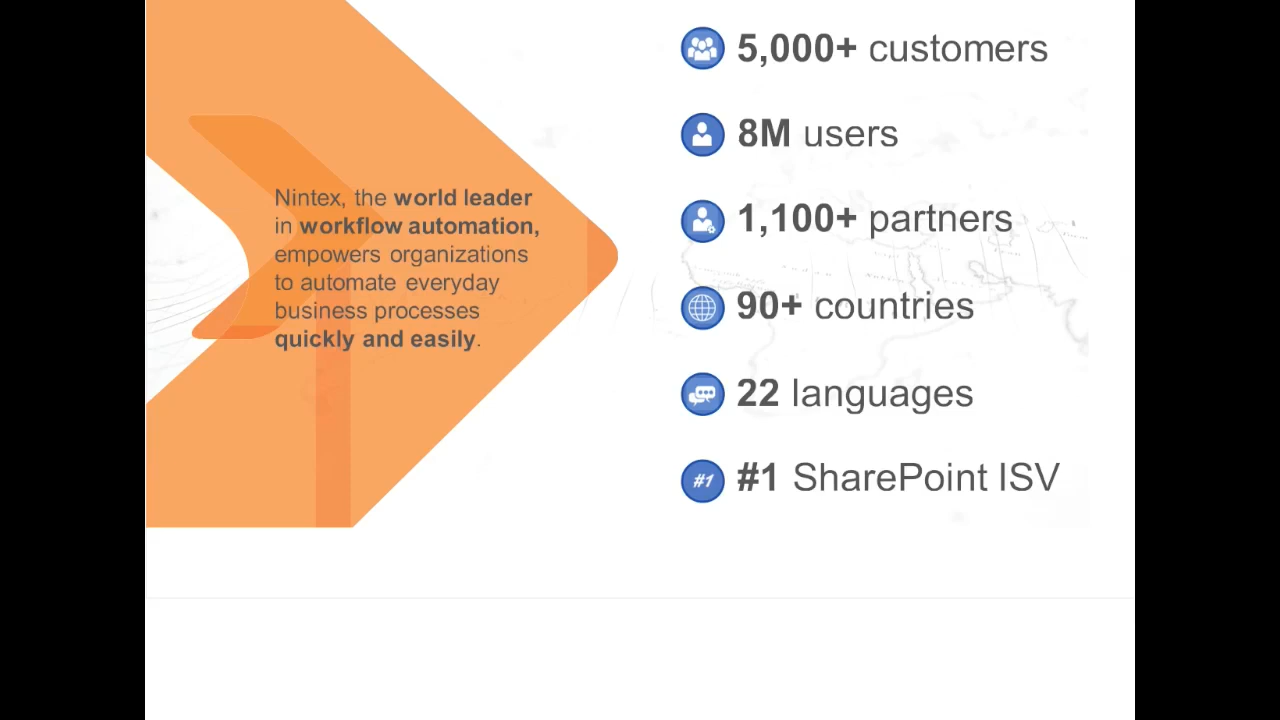 Nintex, the world leader
in workflow automation,
empowers organizations
to automate everyday
business processes
quickly and easily.
5,000+ customers
8M users
1,100+ partners
90+ countries
22 languages
#1 #1 SharePoint ISV